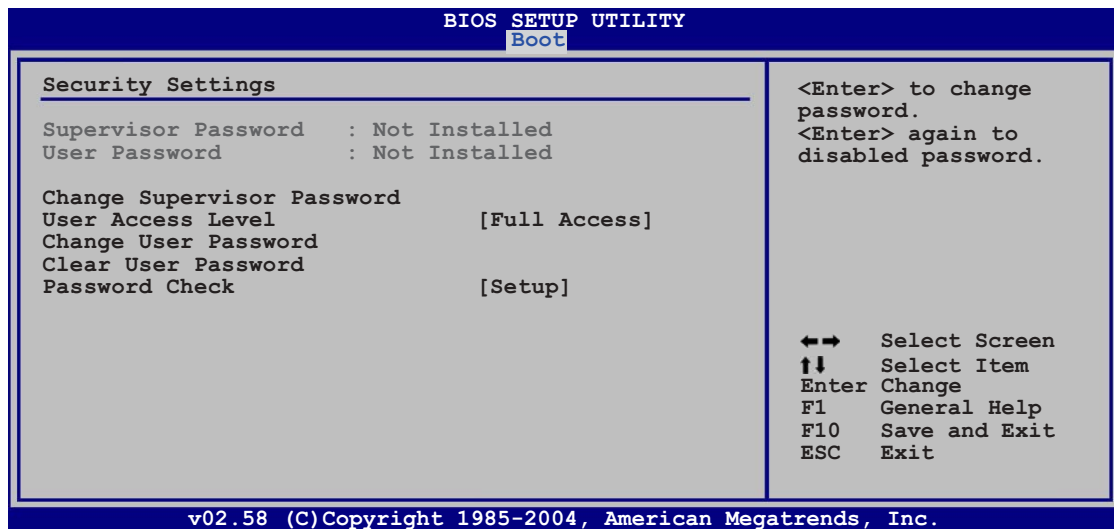 BIOS SETUP UTILITY
Boot
Security Settings
Supervisor Password : Not Installed
User Password : Not Installed
Change Supervisor Password
User Access Level [Full Access]
Change User Password
Clear User Password
Password Check [Setup]
<Enter> to change
password.
<Enter> again to
disabled password.
←→ Select Screen
↑↓ Select Item
Enter Change
F1 General Help
F10 Save and Exit
ESC Exit
v02.58 (C)Copyright 1985-2004, American Megatrends, Inc.